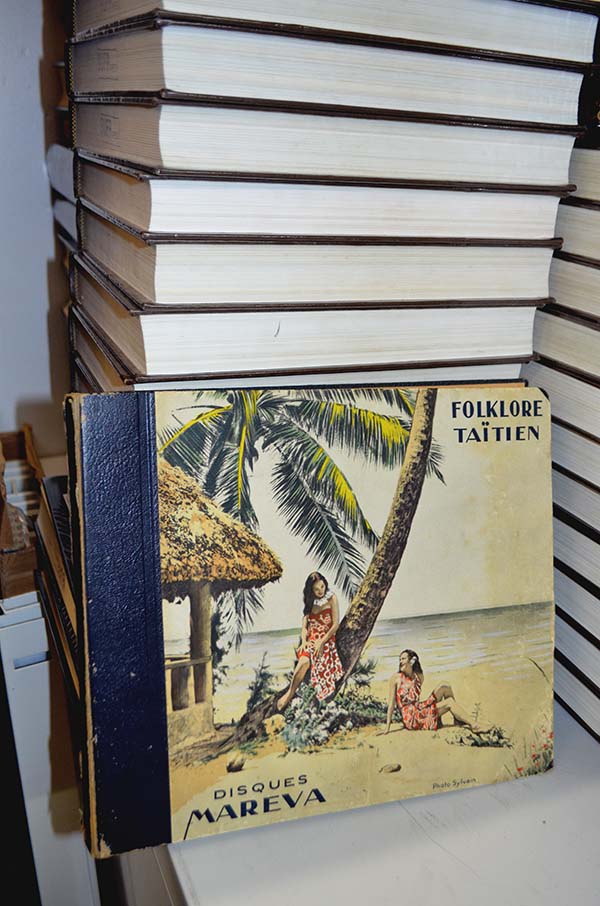 FOLKLORE
TAÏTIEN
DISQUES
MAREVA
Photo Sylvain